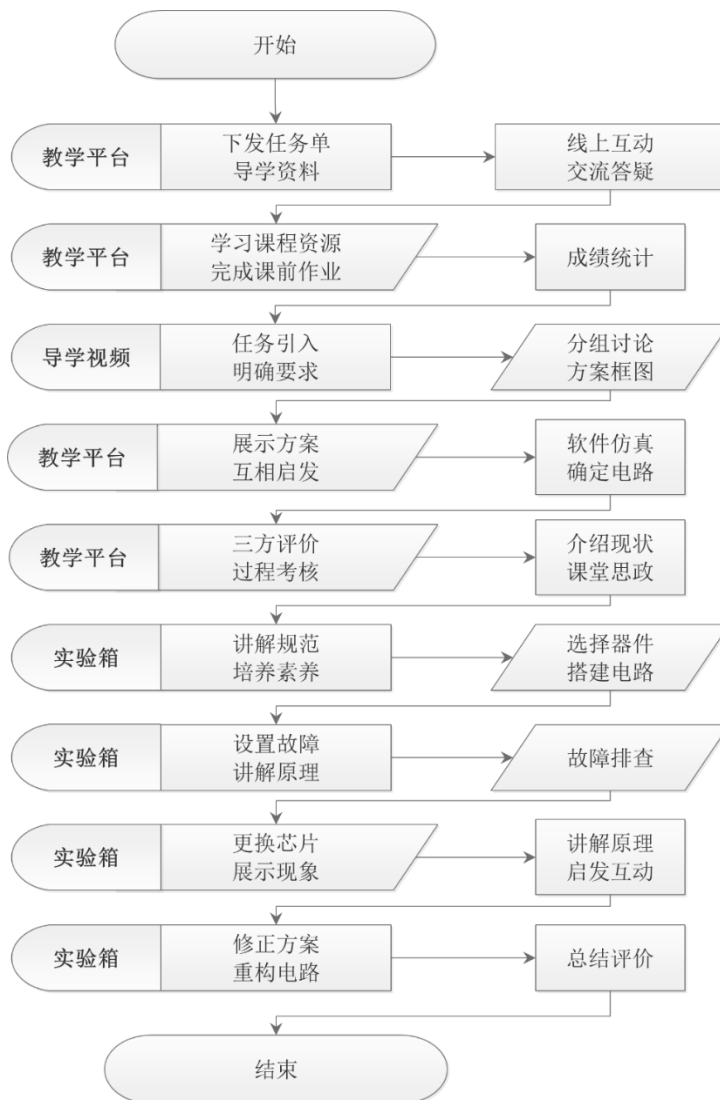 开始
教学平台
下发任务单
导学资料
线上互动
交流答疑
教学平台
学习课程资源
完成课前作业
成绩统计
导学视频
任务引入
明确要求
分组讨论
方案框图
教学平台
展示方案
互相启发
软件仿真
确定电路
教学平台
三方评价
过程考核
介绍现状
课堂思政
实验箱
讲解规范
培养素养
选择器件
搭建电路
实验箱
设置故障
讲解原理
故障排查
实验箱
更换芯片
展示现象
讲解原理
启发互动
实验箱
修正方案
重构电路
总结评价
结束